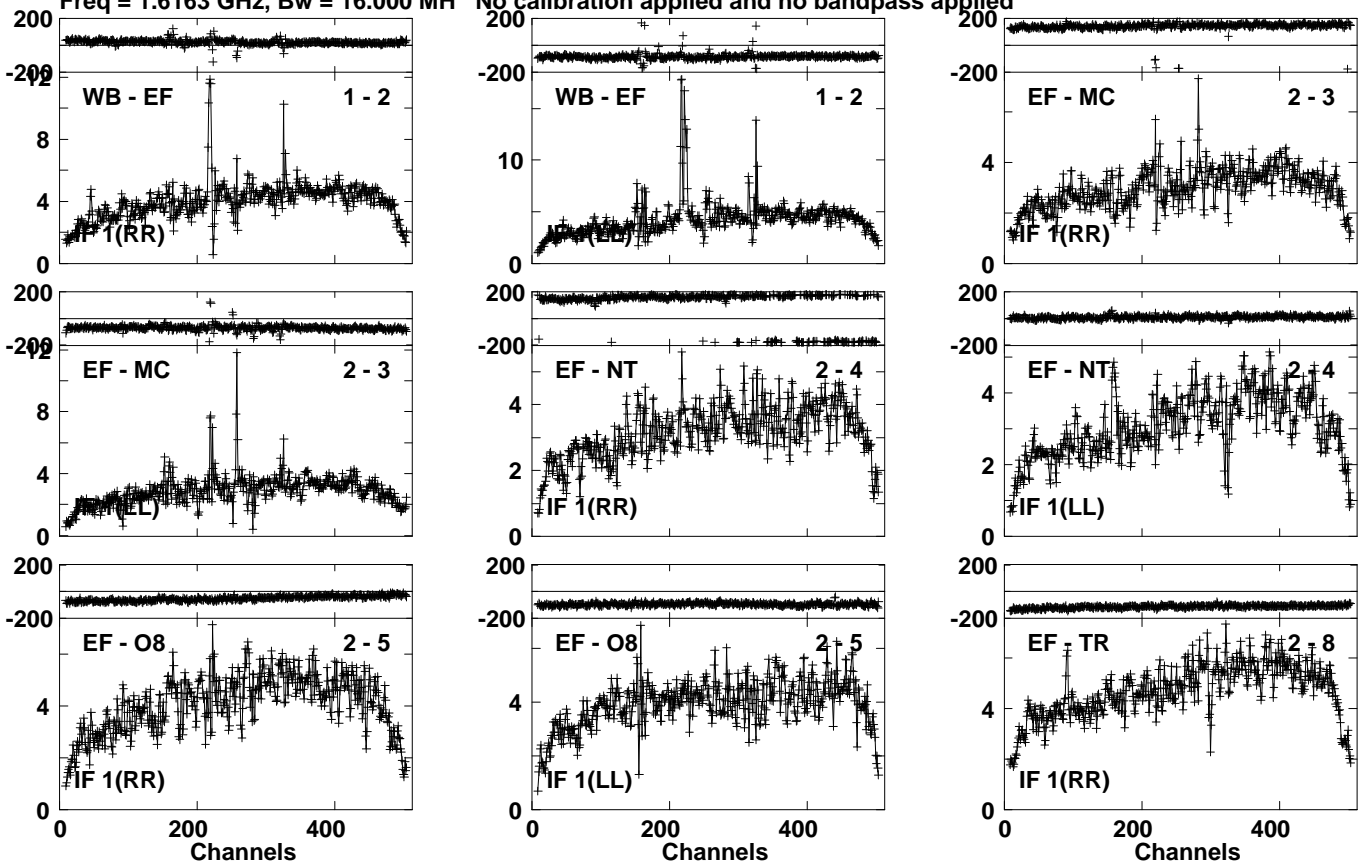 Freq = 1.6163 GHz, Bw = 16.000 MH No calibration applied and no bandpass applied
200 200 200
-200 -200 -200
12
WB - EF 1 - 2 WB - EF 1 - 2 EF - MC 2 - 3
8
10
4 4
IF 1(RR) IF 1(LL) IF 1(RR)
0 0 0
200 200 200
-200 -200 -200
12
EF - MC 2 - 3 EF - NT 2 - 4 EF - NT 2 - 4
4 4
8
4 2 2
IF 1(LL) IF 1(RR) IF 1(LL)
0 0 0
200 200 200
-200 -200 -200
EF - O8 2 - 5 EF - O8 2 - 5 EF - TR 2 - 8
4 4 4
IF 1(RR) IF 1(LL) IF 1(RR)
0 0 0
0 200 400 0 200 400 0 200 400
Channels Channels Channels